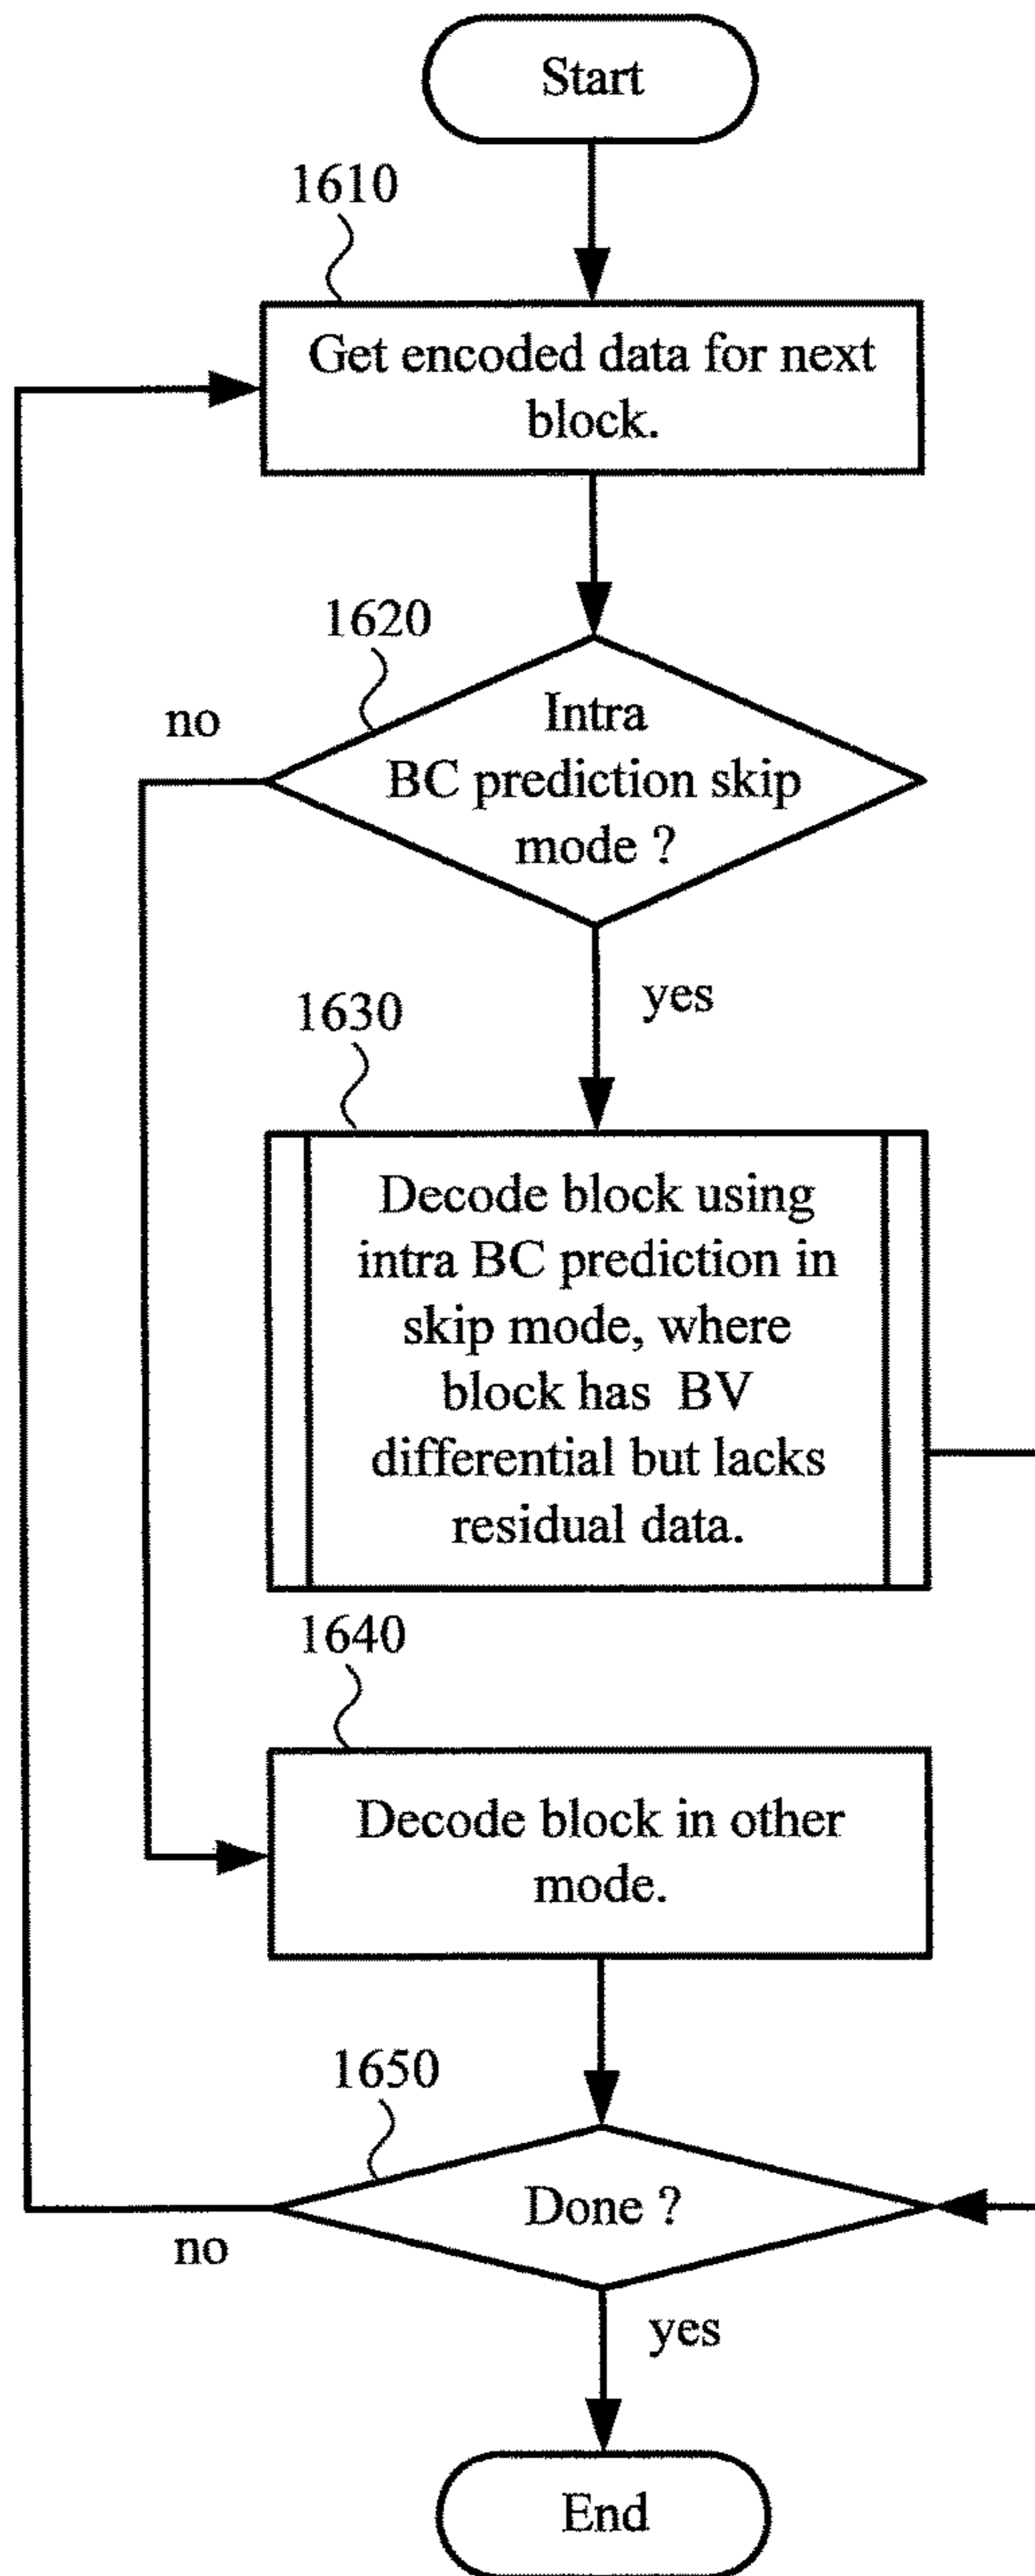 Start
1610
Get encoded data for next
block.
1620
no
Intra
BC prediction skip
mode ?
yes
1630
Decode block using
intra BC prediction in
skip mode, where
block has BV
differential but lacks
residual data.
1640
Decode block in other
mode.
1650
Done ?
no
yes
End